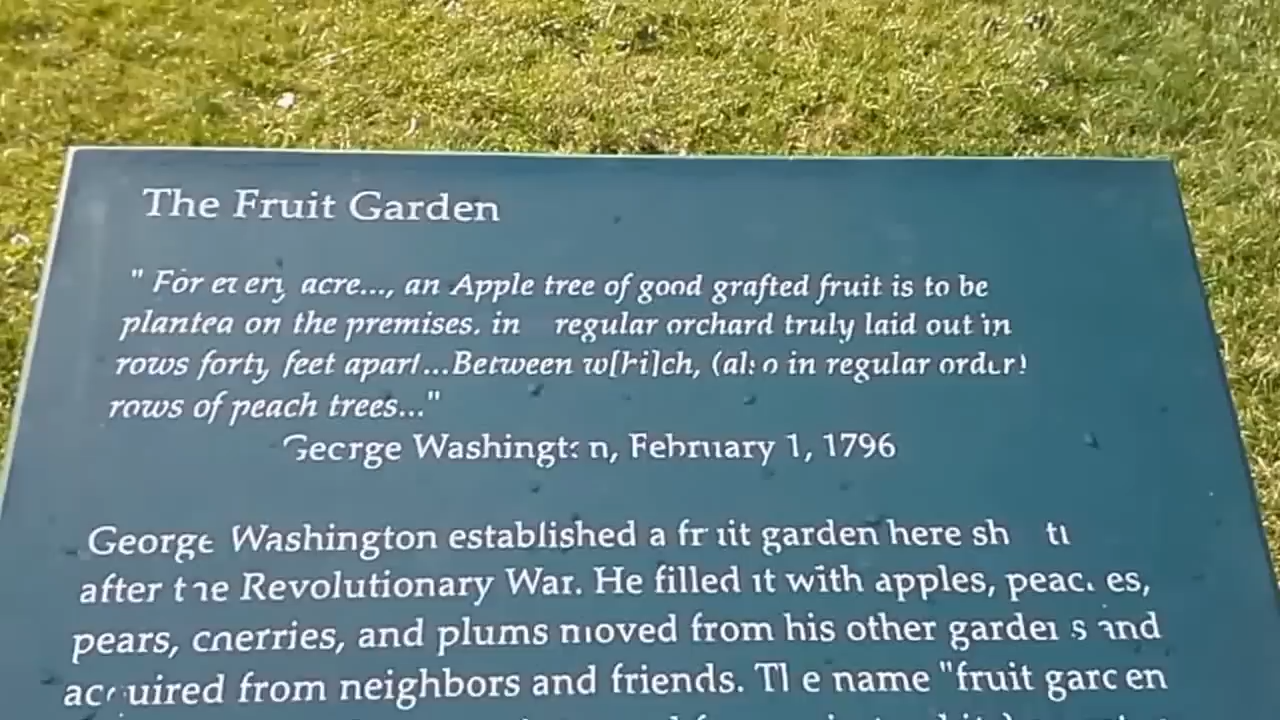 The Fruit Garden
" For every acre..., an Apple tree of good grafted fruit is to be
planted on the premises, in regular orchard truly laid out in
rows forty feet apart...Between w[hi]ch, (also in regular order)
rows of peach trees..."
George Washington, February 1, 1796
George Washington established a fruit garden here
after the Revolutionary War. He filled it with apples, peaches,
pears, cherries, and plums moved from his other gardens and
acquired from neighbors and friends. The name "fruit garden